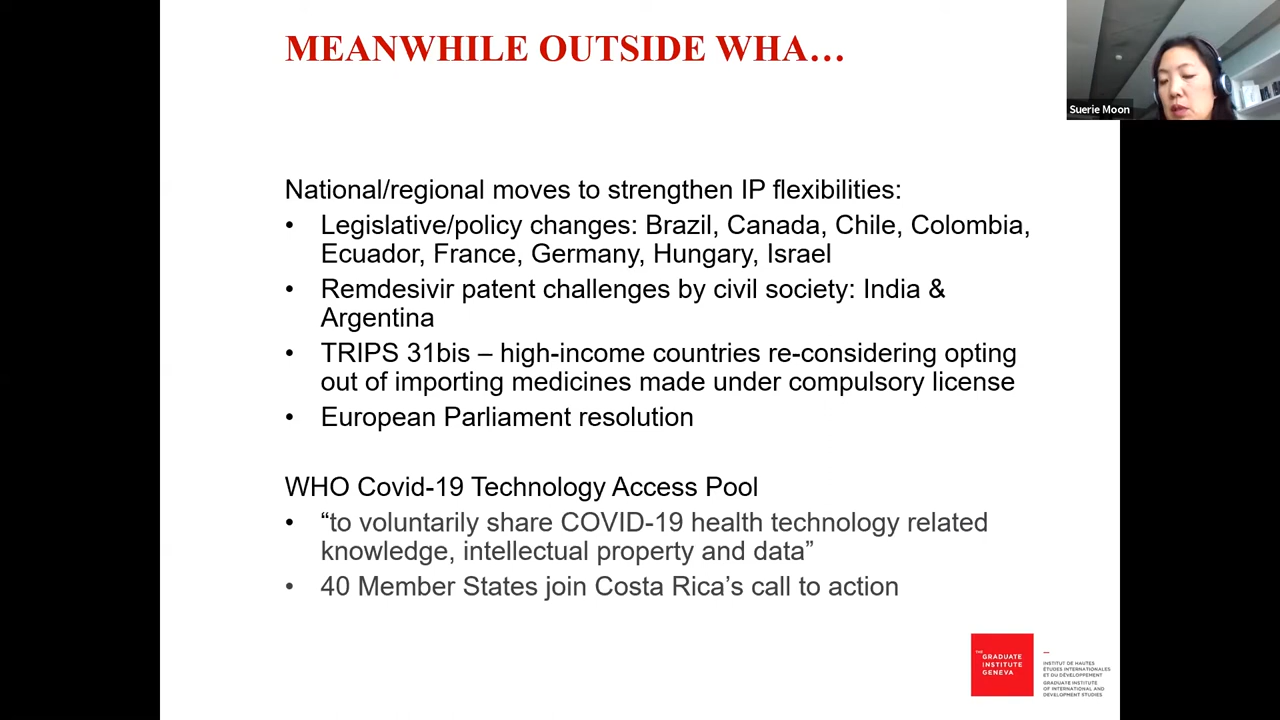 MEANWHILE OUTSIDE WHA…
Suerie Moon
National/regional moves to strengthen IP flexibilities:
• Legislative/policy changes: Brazil, Canada, Chile, Colombia,
Ecuador, France, Germany, Hungary, Israel
• Remdesivir patent challenges by civil society: India &
Argentina
• TRIPS 31bis – high-income countries re-considering opting
out of importing medicines made under compulsory license
• European Parliament resolution
WHO Covid-19 Technology Access Pool
• “to voluntarily share COVID-19 health technology related
knowledge, intellectual property and data”
• 40 Member States join Costa Rica’s call to action
THE
GRADUATE
INSTITUTE
GENEVA
INSTITUT DE HAUTES
ÉTUDES INTERNATIONALES
ET DU DÉVELOPPEMENT
GRADUATE INSTITUTE
OF INTERNATIONAL AND
DEVELOPMENT STUDIES